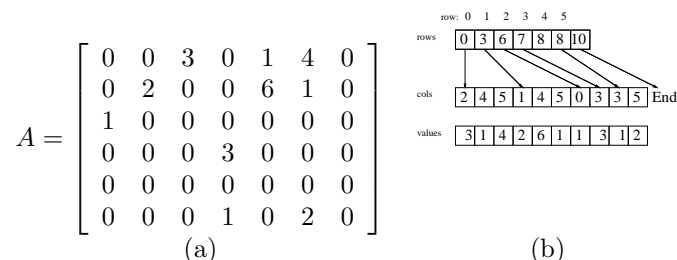 row: 0 1 2 3 4 5
rows 0 3 6 7 8 8 10
0 0 3 0 1 4 0
0 2 0 0 6 1 0
cols 2 4 5 1 4 5 0 3 3 5 End
A = 1 0 0 0 0 0 0
0 0 0 3 0 0 0
values 3 1 4 2 6 1 1 3 1 2
0 0 0 0 0 0 0
0 0 0 1 0 2 0
(a) (b)